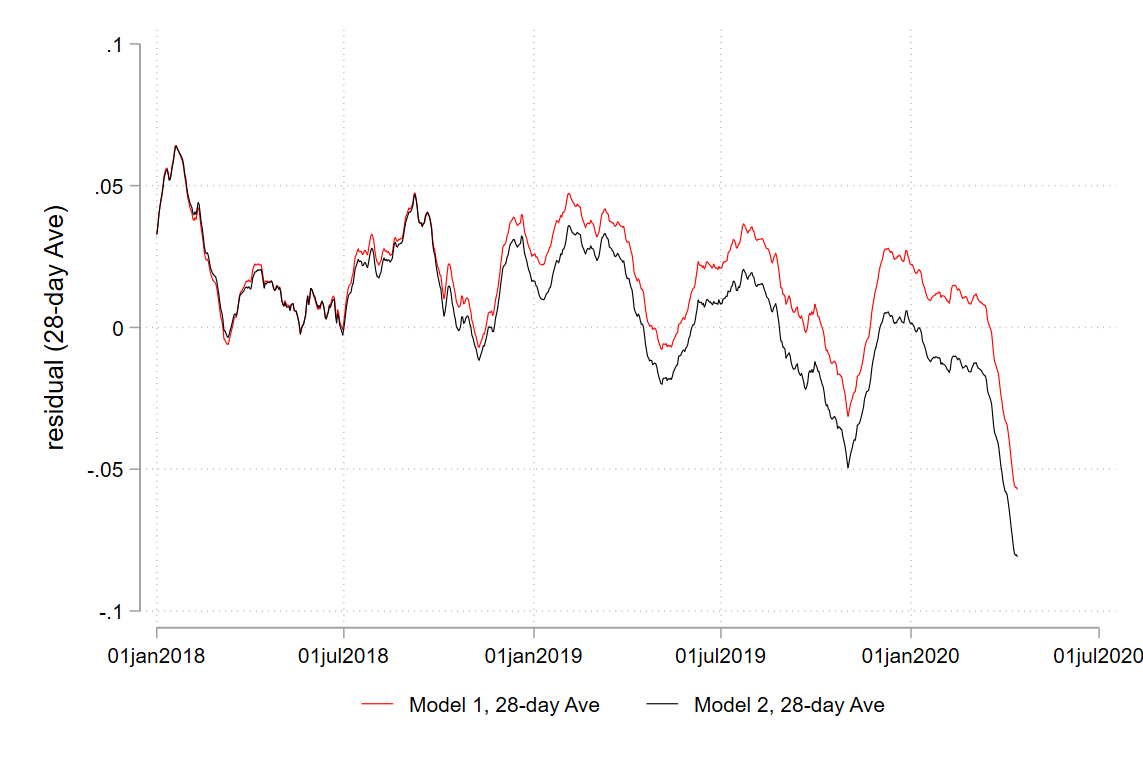 .1
.05
0
-.05
-.1
residual (28-day Ave)
01jan2018 01jul2018 01jan2019 01jul2019 01jan2020 01jul2020
Model 1, 28-day Ave Model 2, 28-day Ave